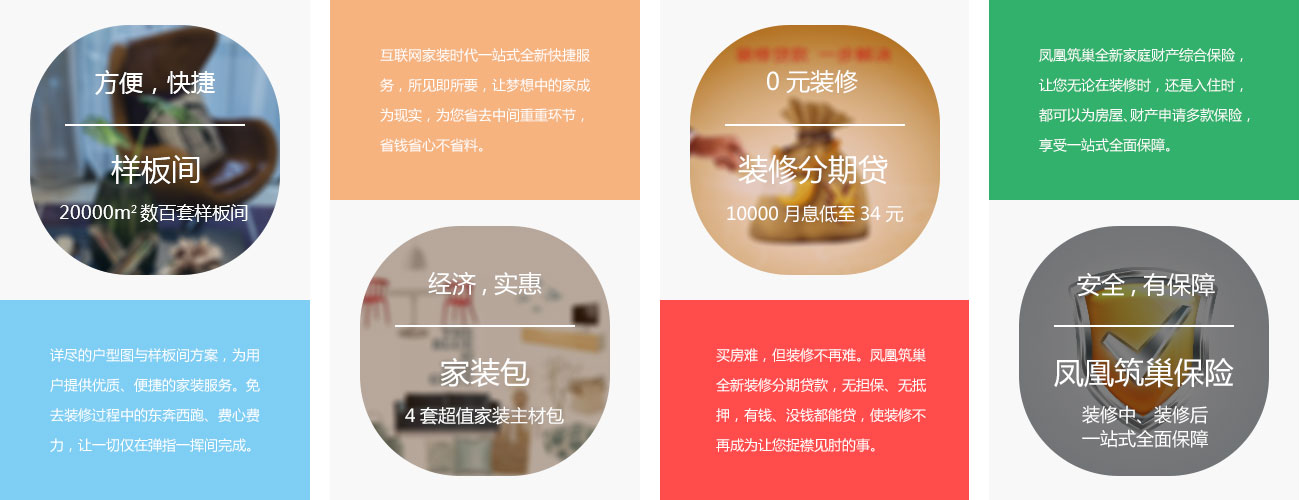 方便，快捷
样板间
20000m²数百套样板间
详尽的户型图与样板间方案，为用
户提供优质、便捷的家装服务。免
去装修过程中的东奔西跑、费心费
力，让一切仅在弹指一挥间完成。
互联网家装时代一站式全新快捷服
务，所见即所要，让梦想中的家成
为现实，为您省去中间重重环节，
省钱省心不省料。
经济，实惠
家装包
4 套超值家装主材包
0 元装修
装修分期贷
10000 月息低至 34 元
买房难，但装修不再难。凤凰筑巢
全新装修分期贷款，无担保、无抵
押，有钱、没钱都能贷，使装修不
再成为让您捉襟见肘的事。
凤凰筑巢全新家庭财产综合保险，
让您无论在装修时，还是入住时，
都可以为房屋、财产申请多款保险，
享受一站式全面保障。
安全，有保障
凤凰筑巢保险
装修中、装修后
一站式全面保障